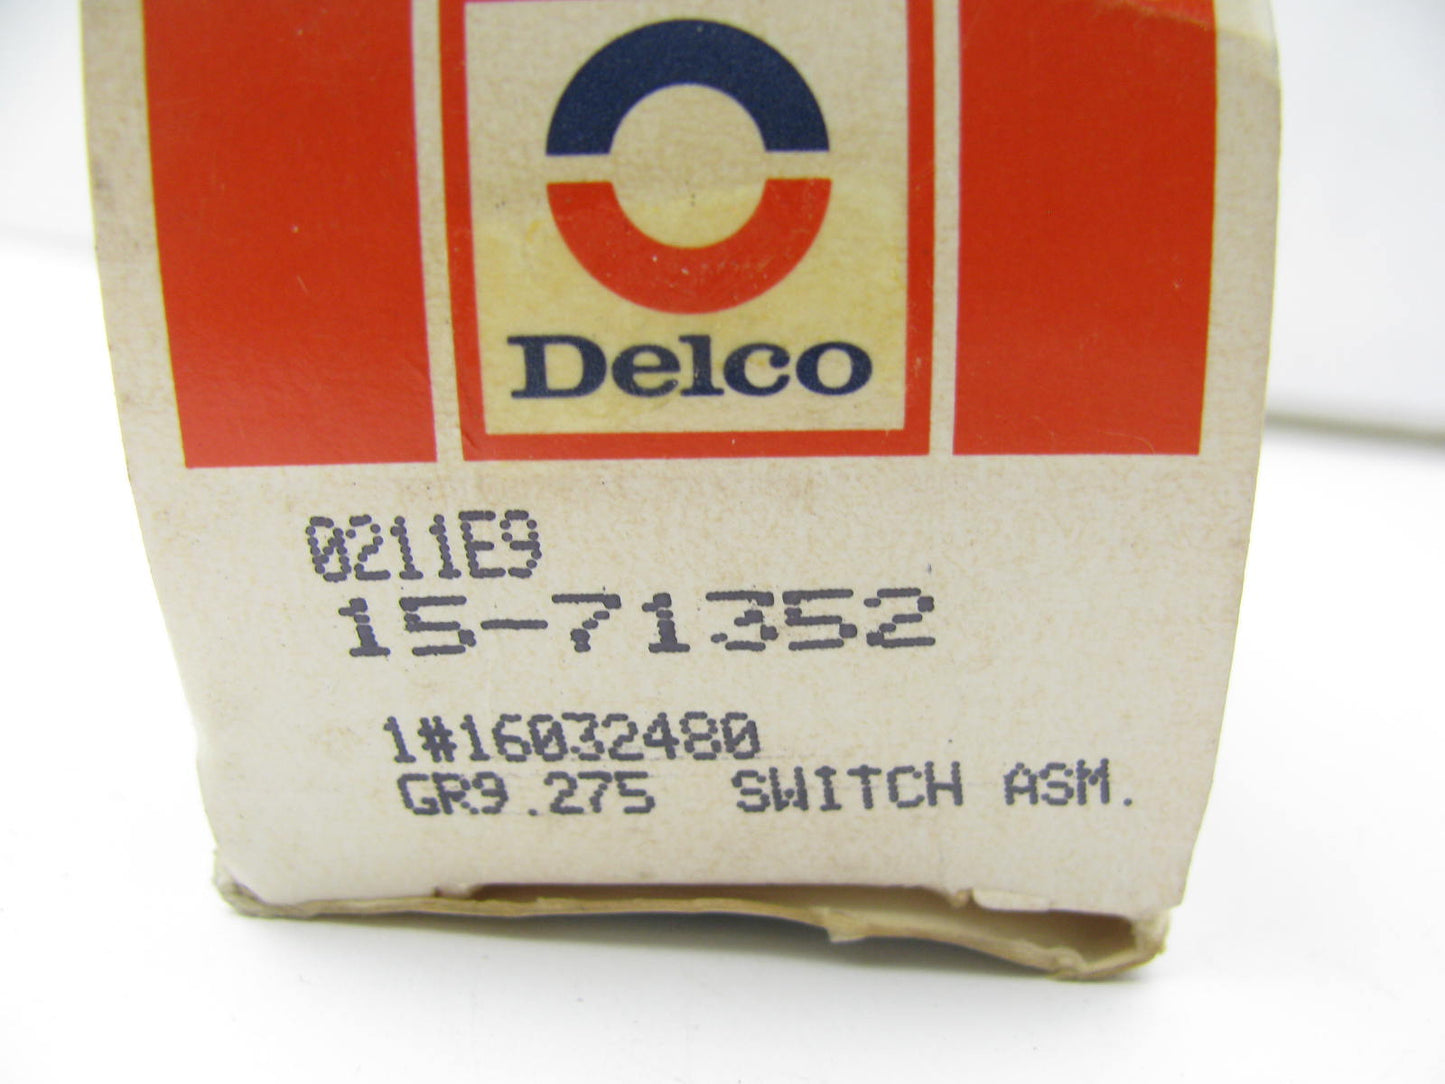 Delco
0211E9
15-71352
1#16032480
GR9.275 SWITCH ASM.